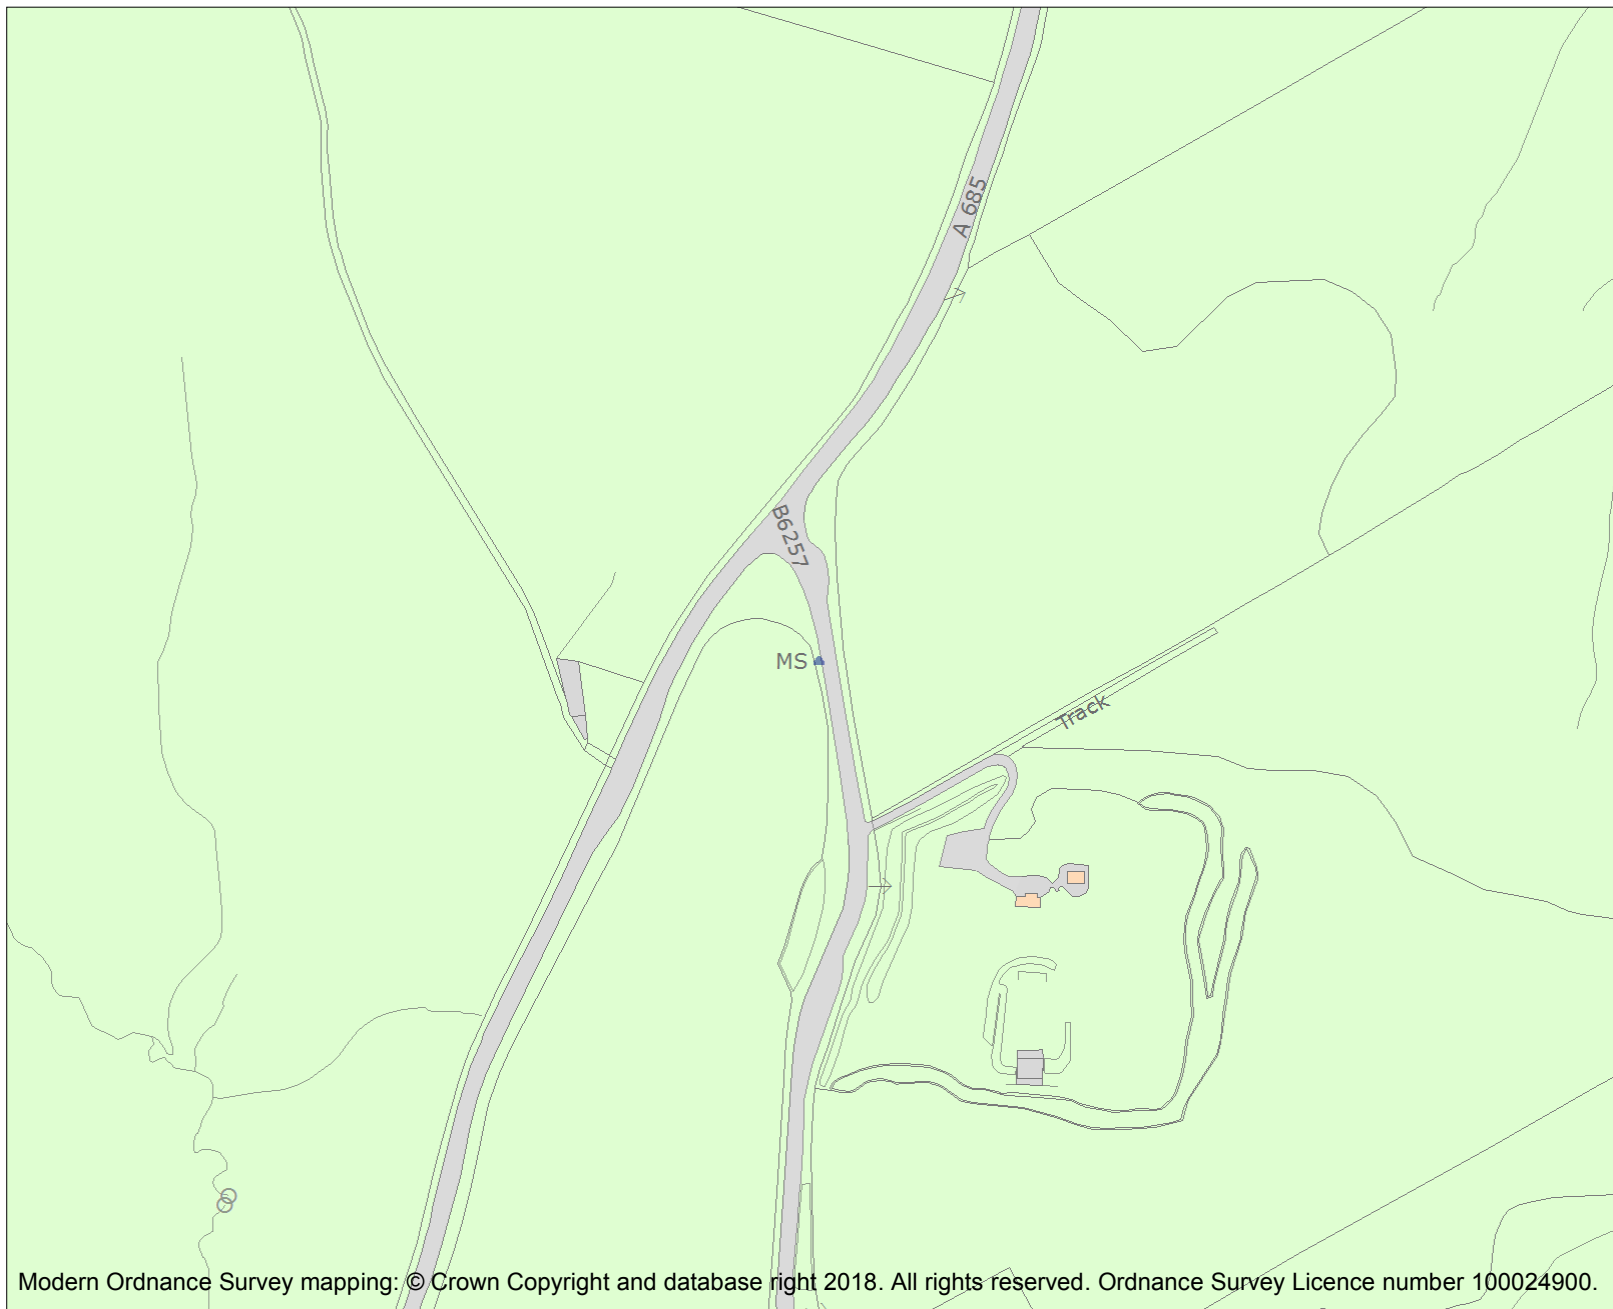 A 685
B6257
MS
Track
Modern Ordnance Survey mapping: © Crown Copyright and database right 2018. All rights reserved. Ordnance Survey Licence number 100024900.